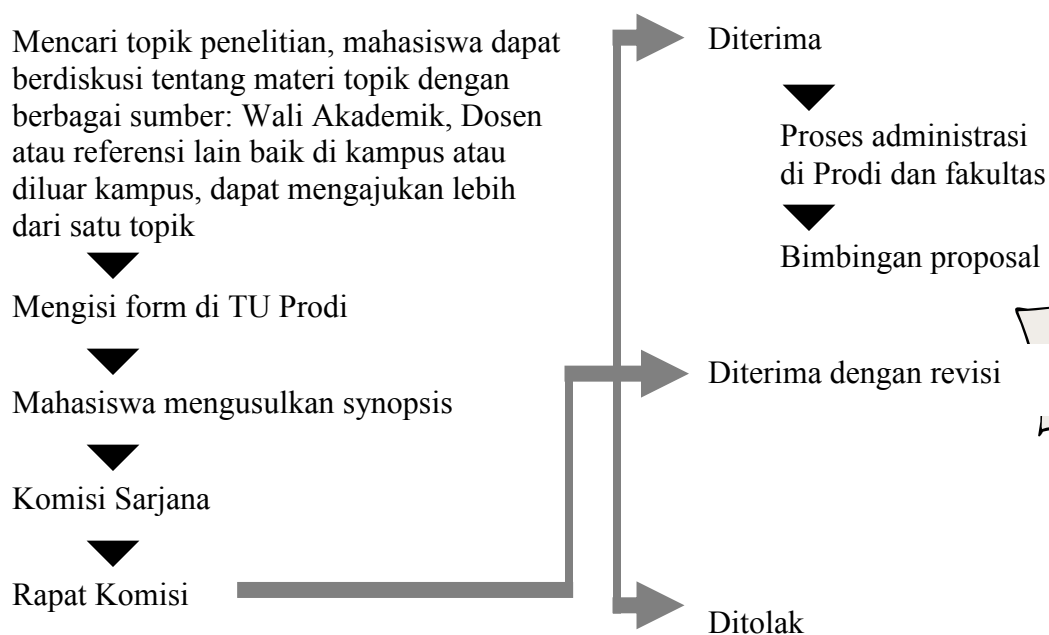 Mencari topik penelitian, mahasiswa dapat
berdiskusi tentang materi topik dengan
berbagai sumber: Wali Akademik, Dosen
atau referensi lain baik di kampus atau
diluar kampus, dapat mengajukan lebih
dari satu topik
Mengisi form di TU Prodi
Mahasiswa mengusulkan synopsis
Komisi Sarjana
Rapat Komisi
Diterima
Proses administrasi
di Prodi dan fakultas
Bimbingan proposal
Diterima dengan revisi
Ditolak